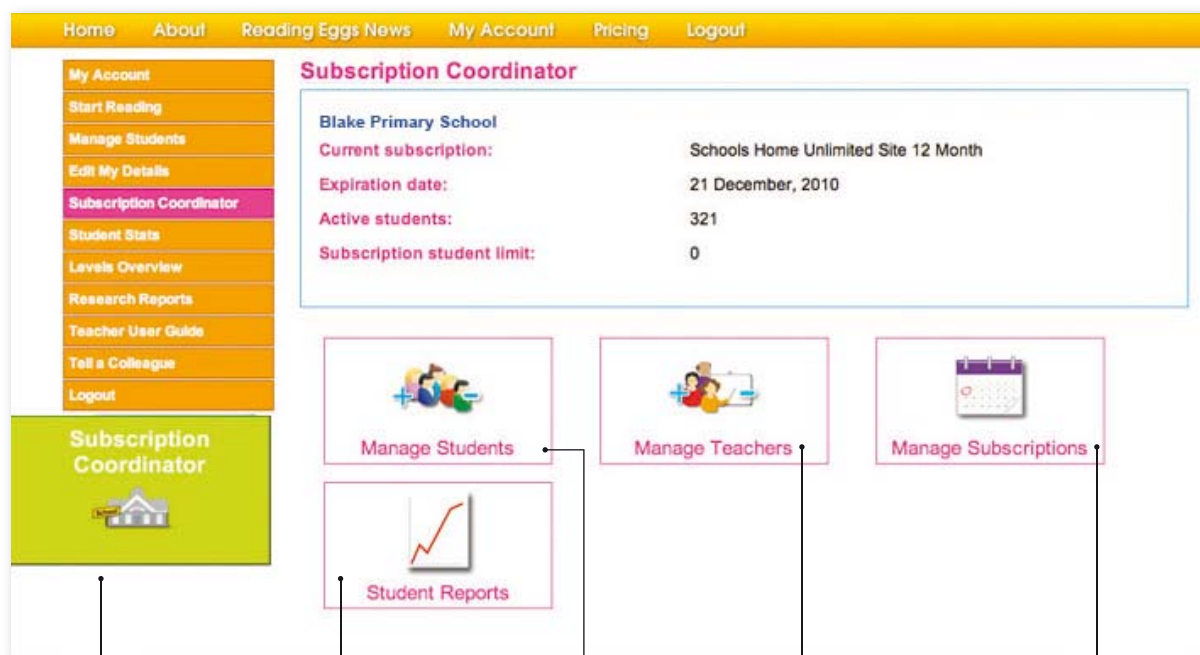 Home About Reading Eggs News My Account Pricing Logout
My Account
Start Reading
Manage Students
Edit My Details
Subscription Coordinator
Student Stats
Levels Overview
Research Reports
Teacher User Guide
Tell a Colleague
Logout
Subscription
Coordinator
School
Subscription Coordinator
Blake Primary School
Current subscription: Schools Home Unlimited Site 12 Month
Expiration date: 21 December, 2010
Active students: 321
Subscription student limit: 0
Manage Students
Manage Teachers
Manage Subscriptions
Student Reports